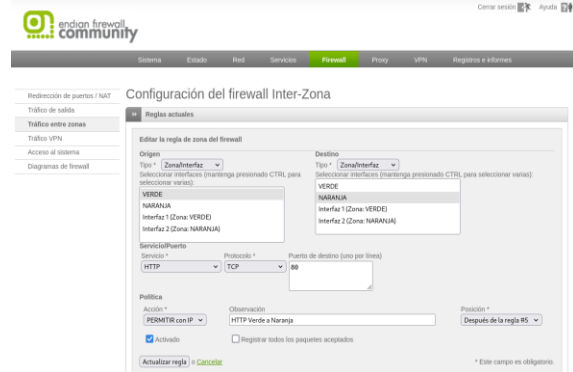 Cerrar sesión Ayuda
endian firewall
community
Sistema Estado Red Servicios Firewall Proxy VPN Registros e informes
Redirección de puertos / NAT
Tráfico de salida
Tráfico entre zonas
Tráfico VPN
Acceso al sistema
Diagramas de firewall
Configuración del firewall Inter-Zona
Reglas actuales
Editar la regla de zona del firewall
Origen Destino
Tipo * Zona/Interfaz Tipo * Zona/Interfaz
Seleccionar interfaces (mantenga presionado CTRL para seleccionar varias): Seleccionar interfaces (mantenga presionado CTRL para seleccionar varias):
VERDE VERDE
NARANJA NARANJA
Interfaz 1 (Zona: VERDE) Interfaz 1 (Zona: VERDE)
Interfaz 2 (Zona: NARANJA) Interfaz 2 (Zona: NARANJA)
Servicio/Puerto
Servicio * Protocolo * Puerto de destino (uno por línea)
HTTP TCP 80
Política
Acción * Observación Posición *
PERMITIR con IP HTTP Verde a Naranja Después de la regla #5
Activado Registrar todos los paquetes aceptados
Actualizar regla o Cancelar * Este campo es obligatorio.